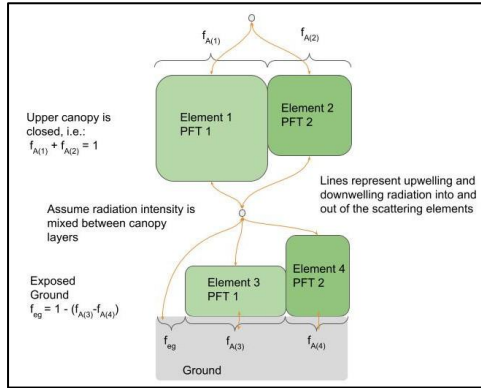 O
f_A(1)
f_A(2)
Element 1
PFT 1
Element 2
PFT 2
Upper canopy is
closed, i.e.:
f_A(1) + f_A(2) = 1
Lines represent upwelling and
downwelling radiation into and
out of the scattering elements
Assume radiation intensity is
mixed between canopy
layers
O
Element 3
PFT 1
Element 4
PFT 2
Exposed
Ground
f_eg = 1 - (f_A(3)-f_A(4))
f_eg
f_A(3)
f_A(4)
Ground